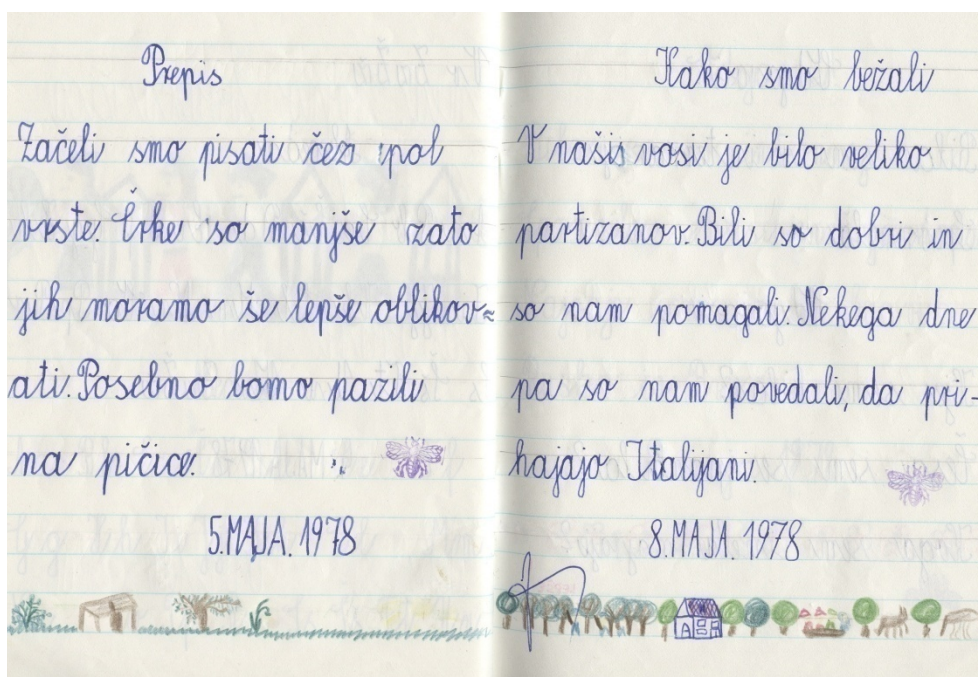 Prepis
Začeli smo pisati čez pol
vrste. Črke so manjše zato
jih moramo še lepše oblikov=
ati. Posebno bomo pazili
na pičice.
5. MAJA. 1978
Kako smo bežali
V naši vasi je bilo veliko
partizanov. Bili so dobri in
so nam pomagali. Nekega dne
pa so nam povedali, da pri-
hajajo Italijani.
8. MAJA. 1978